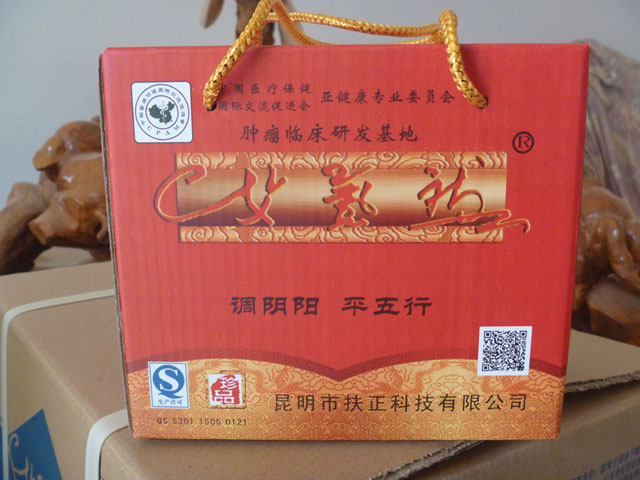 中国医疗保健
国际交流促进会
亚健康专业委员会
肿瘤临床研发基地
®
调阴阳 平五行
CPAM
QS
生产许可
珍品
昆明市扶正科技有限公司
QS 5301 1505 0121